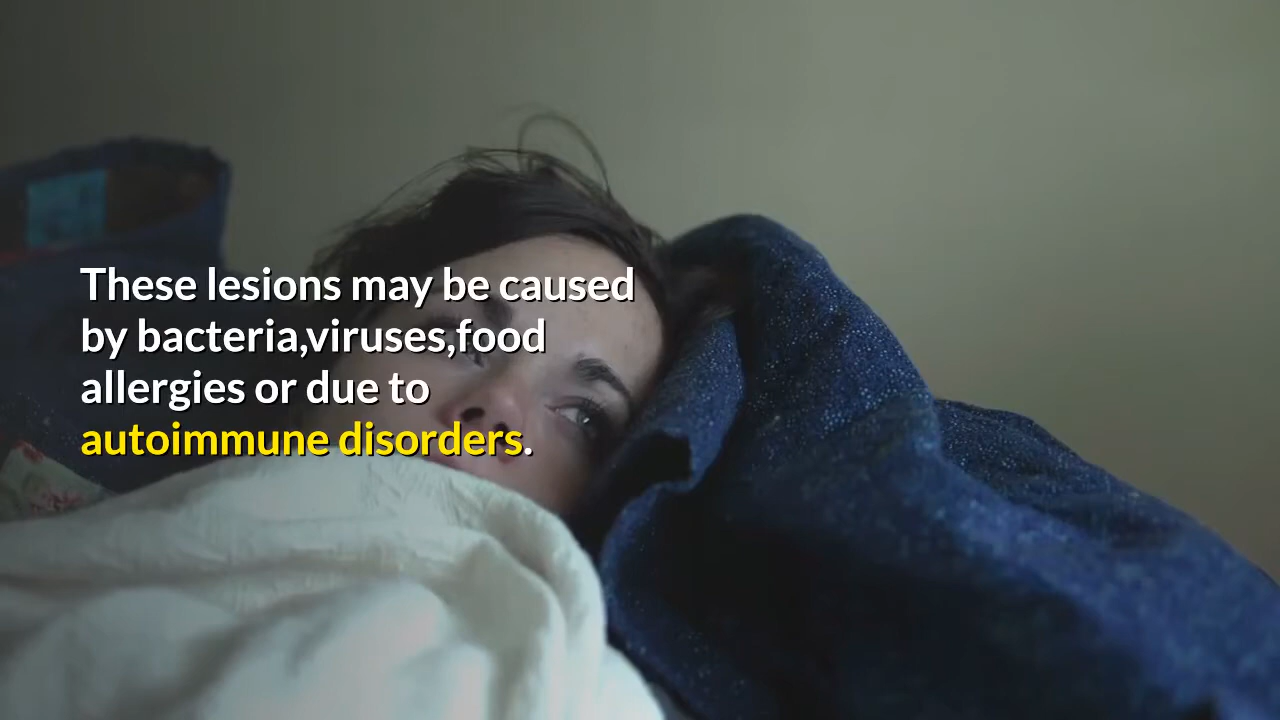 These lesions may be caused
by bacteria,viruses,food
allergies or due to
autoimmune disorders.